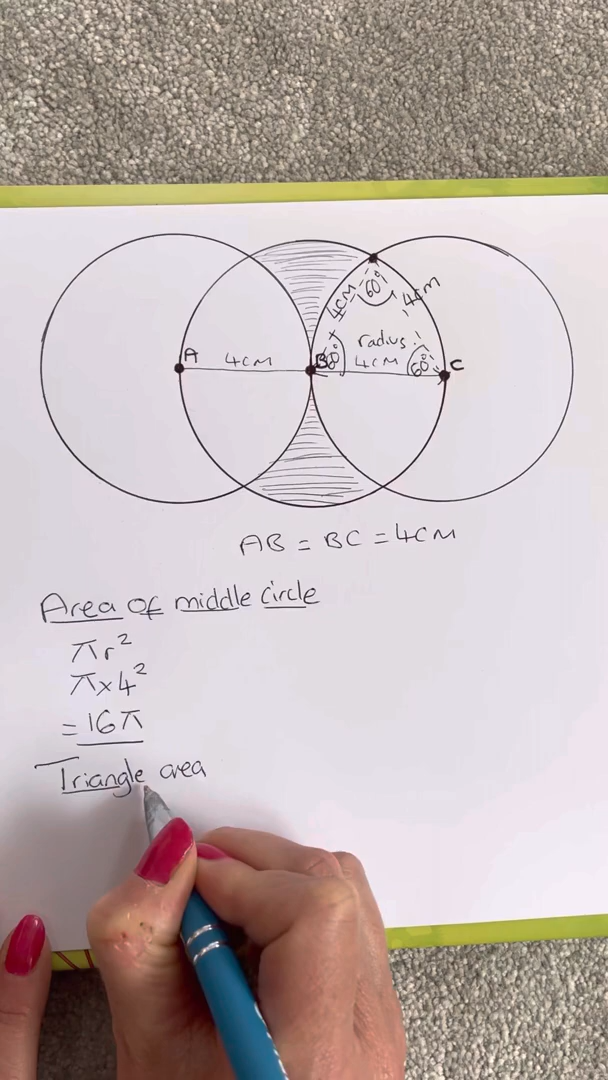 60°
4CM
4CM
radius
A
4CM
B
60°
4CM
60°
C
AB = BC = 4CM
Area of middle circle
πr²
π×4²
= 16π
Triangle area